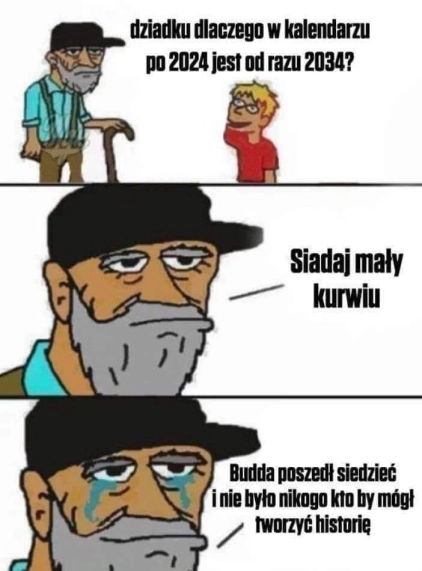 dziadku dlaczego w kalendarzu
po 2024 jest od razu 2034?
Siadaj mały
kurwiu
Budda poszedł siedzieć
i nie było nikogo kto by mógł
tworzyć historię